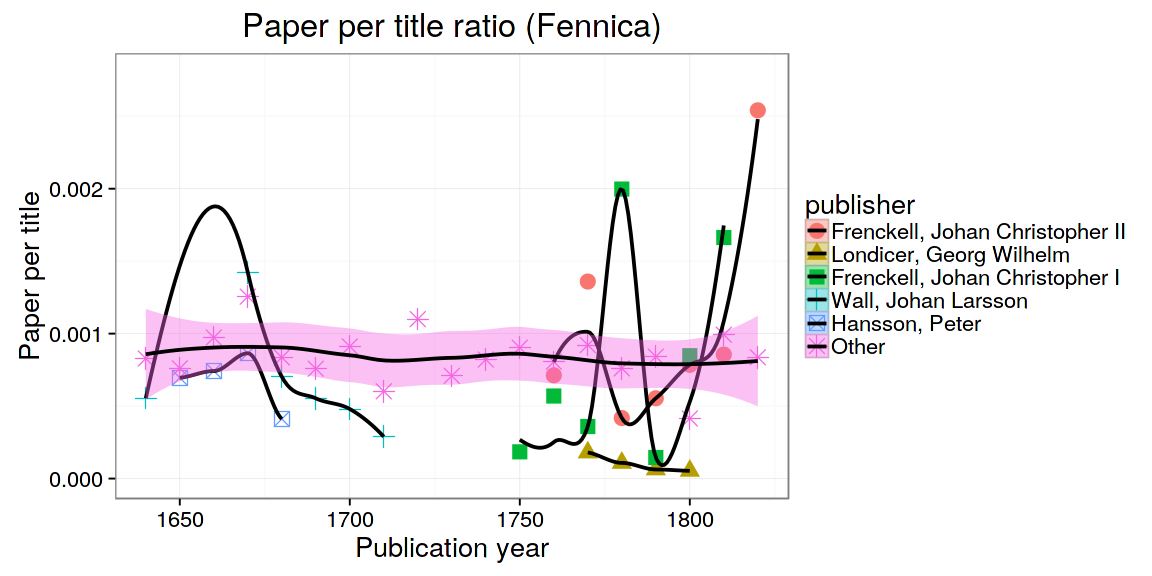 Paper per title ratio (Fennica)
Paper per title
0.002
0.001
0.000
1650 1700 1750 1800
Publication year
publisher
Frenckell, Johan Christopher II
Londicer, Georg Wilhelm
Frenckell, Johan Christopher I
Wall, Johan Larsson
Hansson, Peter
Other